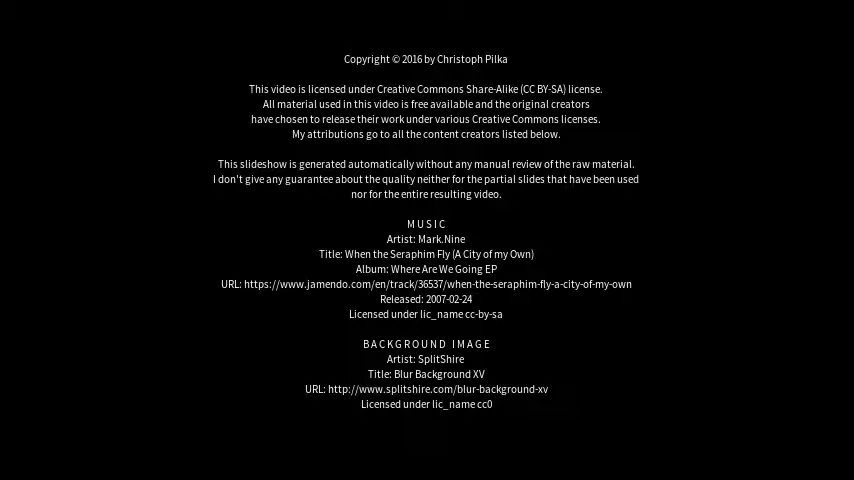 Copyright © 2016 by Christoph Pilka
This video is licensed under Creative Commons Share-Alike (CC BY-SA) license.
All material used in this video is free available and the original creators
have chosen to release their work under various Creative Commons licenses.
My attributions go to all the content creators listed below.
This slideshow is generated automatically without any manual review of the raw material.
I don't give any guarantee about the quality neither for the partial slides that have been used
nor for the entire resulting video.
MUSIC
Artist: Mark.Nine
Title: When the Seraphim Fly (A City of my Own)
Album: Where Are We Going EP
URL: https://www.jamendo.com/en/track/36537/when-the-seraphim-fly-a-city-of-my-own
Released: 2007-02-24
Licensed under lic_name cc-by-sa
BACKGROUND IMAGE
Artist: SplitShire
Title: Blur Background XV
URL: http://www.splitshire.com/blur-background-xv
Licensed under lic_name cc0